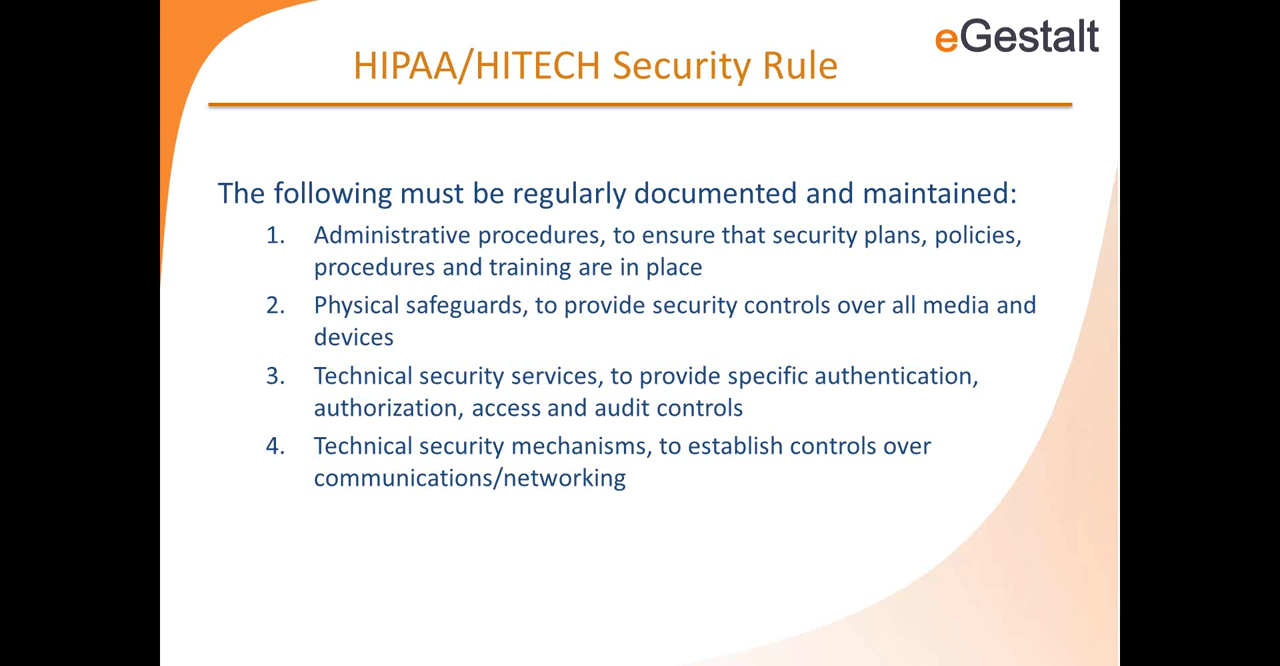 eGestalt
HIPAA/HITECH Security Rule
The following must be regularly documented and maintained:
1. Administrative procedures, to ensure that security plans, policies,
procedures and training are in place
2. Physical safeguards, to provide security controls over all media and
devices
3. Technical security services, to provide specific authentication,
authorization, access and audit controls
4. Technical security mechanisms, to establish controls over
communications/networking